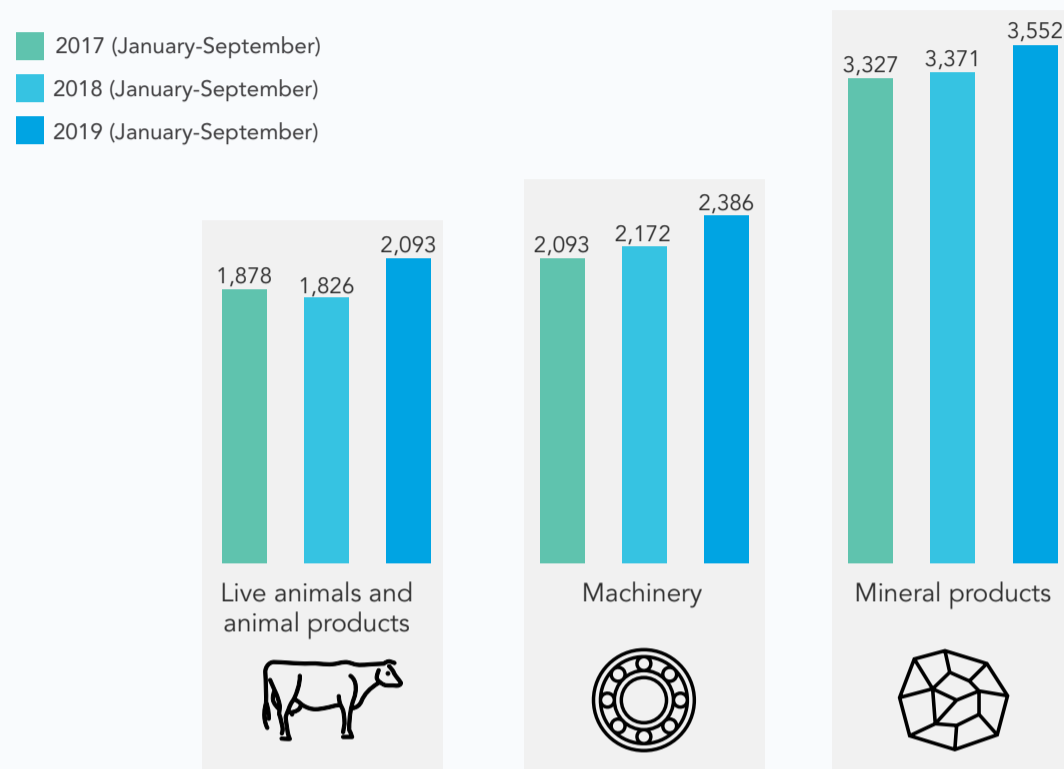 2017 (January-September)
2018 (January-September)
2019 (January-September)
1,878
1,826
2,093
Live animals and
animal products
2,093
2,172
2,386
Machinery
3,327
3,371
3,552
Mineral products